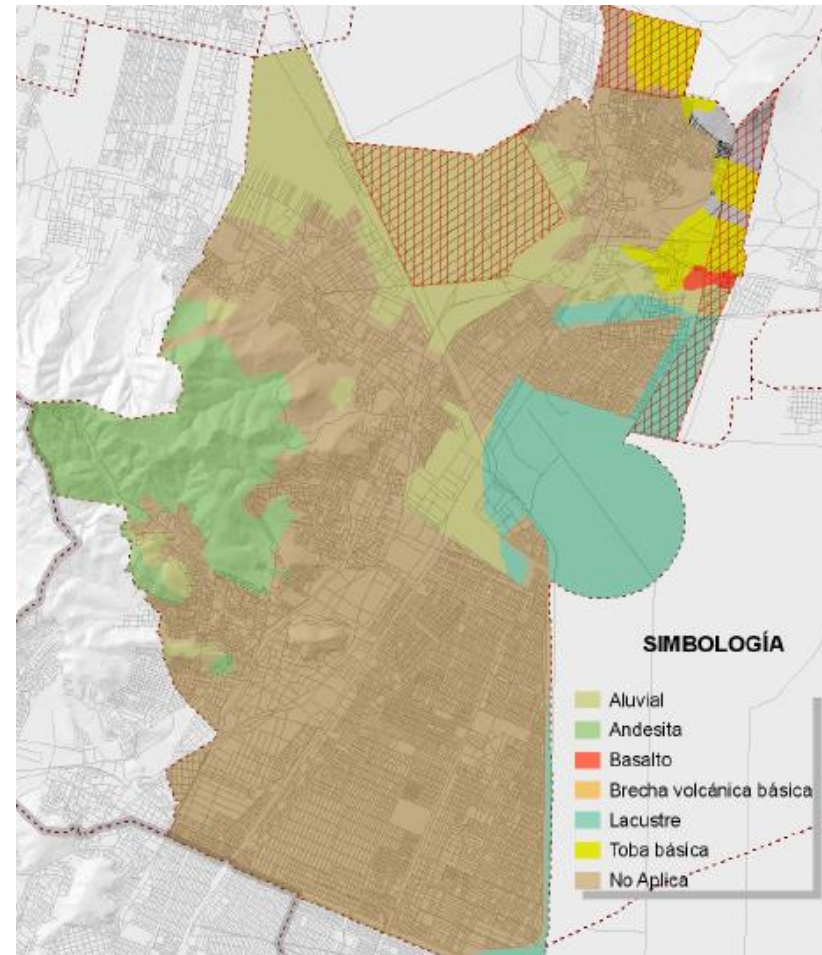 SIMBOLOGÍA
Aluvial
Andesita
Basalto
Brecha volcánica básica
Lacustre
Toba básica
No Aplica